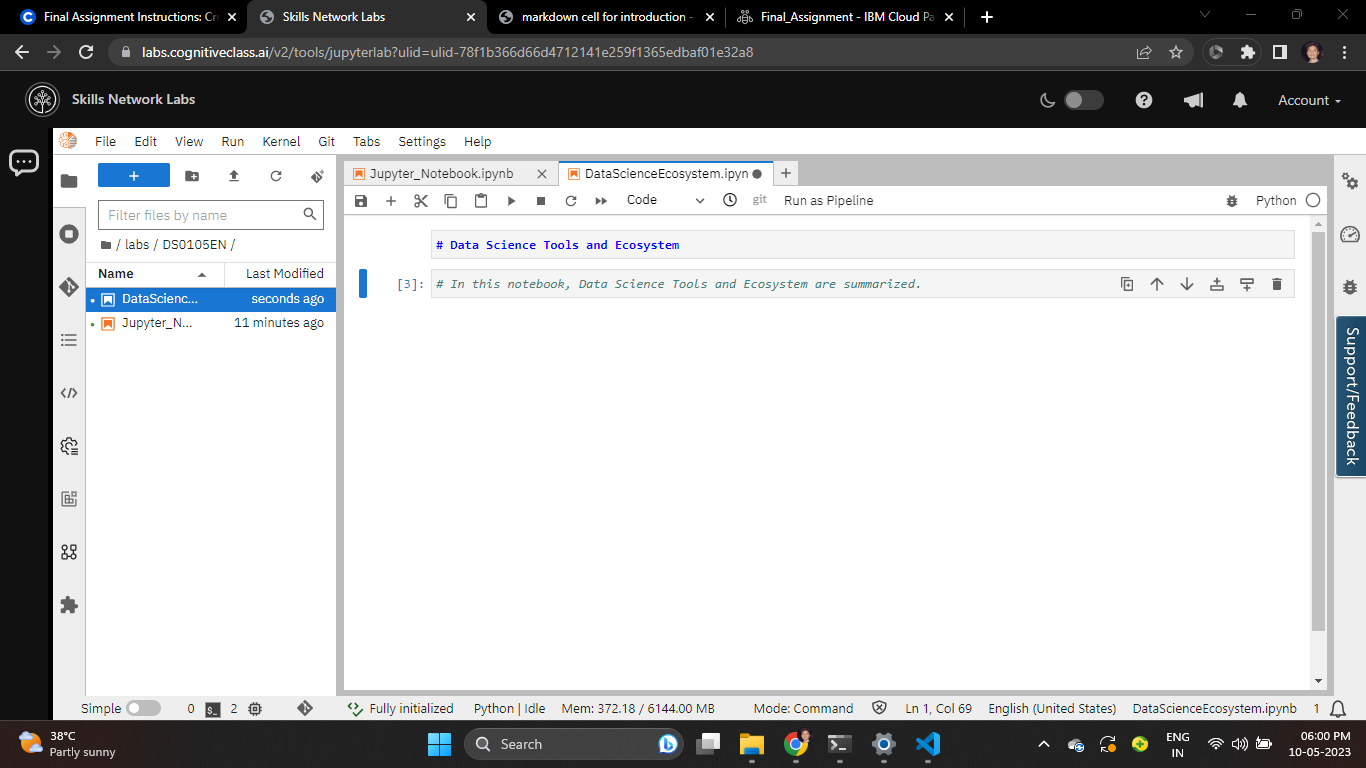 Final Assignment Instructions: Cr
Skills Network Labs
markdown cell for introduction -
Final_Assignment - IBM Cloud Pa
labs.cognitiveclass.ai/v2/tools/jupyterlab?ulid=ulid-78f1b366d66d4712141e259f1365edbaf01e32a8
Skills Network Labs
Account
File Edit View Run Kernel Git Tabs Settings Help
Jupyter_Notebook.ipynb
DataScienceEcosystem.ipyn
Filter files by name
Code
git
Run as Pipeline
Python
/ labs / DS0105EN /
Name
Last Modified
DataScienc...
seconds ago
Jupyter_N...
11 minutes ago
# Data Science Tools and Ecosystem
[3]:
# In this notebook, Data Science Tools and Ecosystem are summarized.
Support/Feedback
Simple
0
2
Fully initialized
Python | Idle
Mem: 372.18 / 6144.00 MB
Mode: Command
Ln 1, Col 69
English (United States)
DataScienceEcosystem.ipynb
1
38°C
Partly sunny
Search
ENG
IN
06:00 PM
10-05-2023